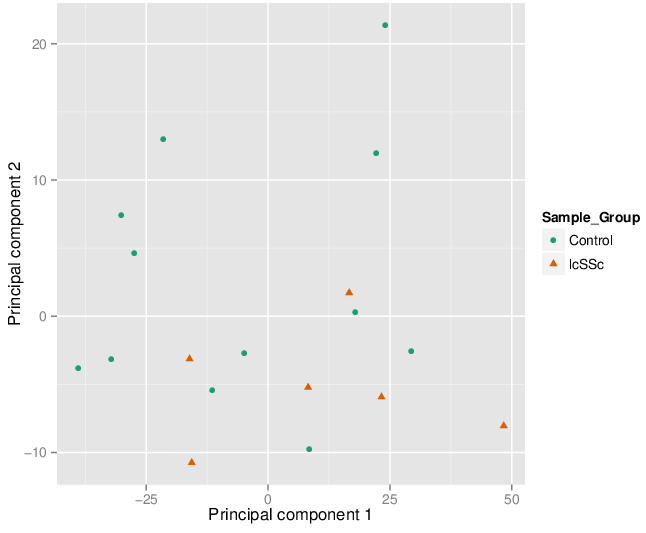 20
10
0
−10
−25
0
25
50
Principal component 1
Principal component 2
Sample_Group
Control
lcSSc